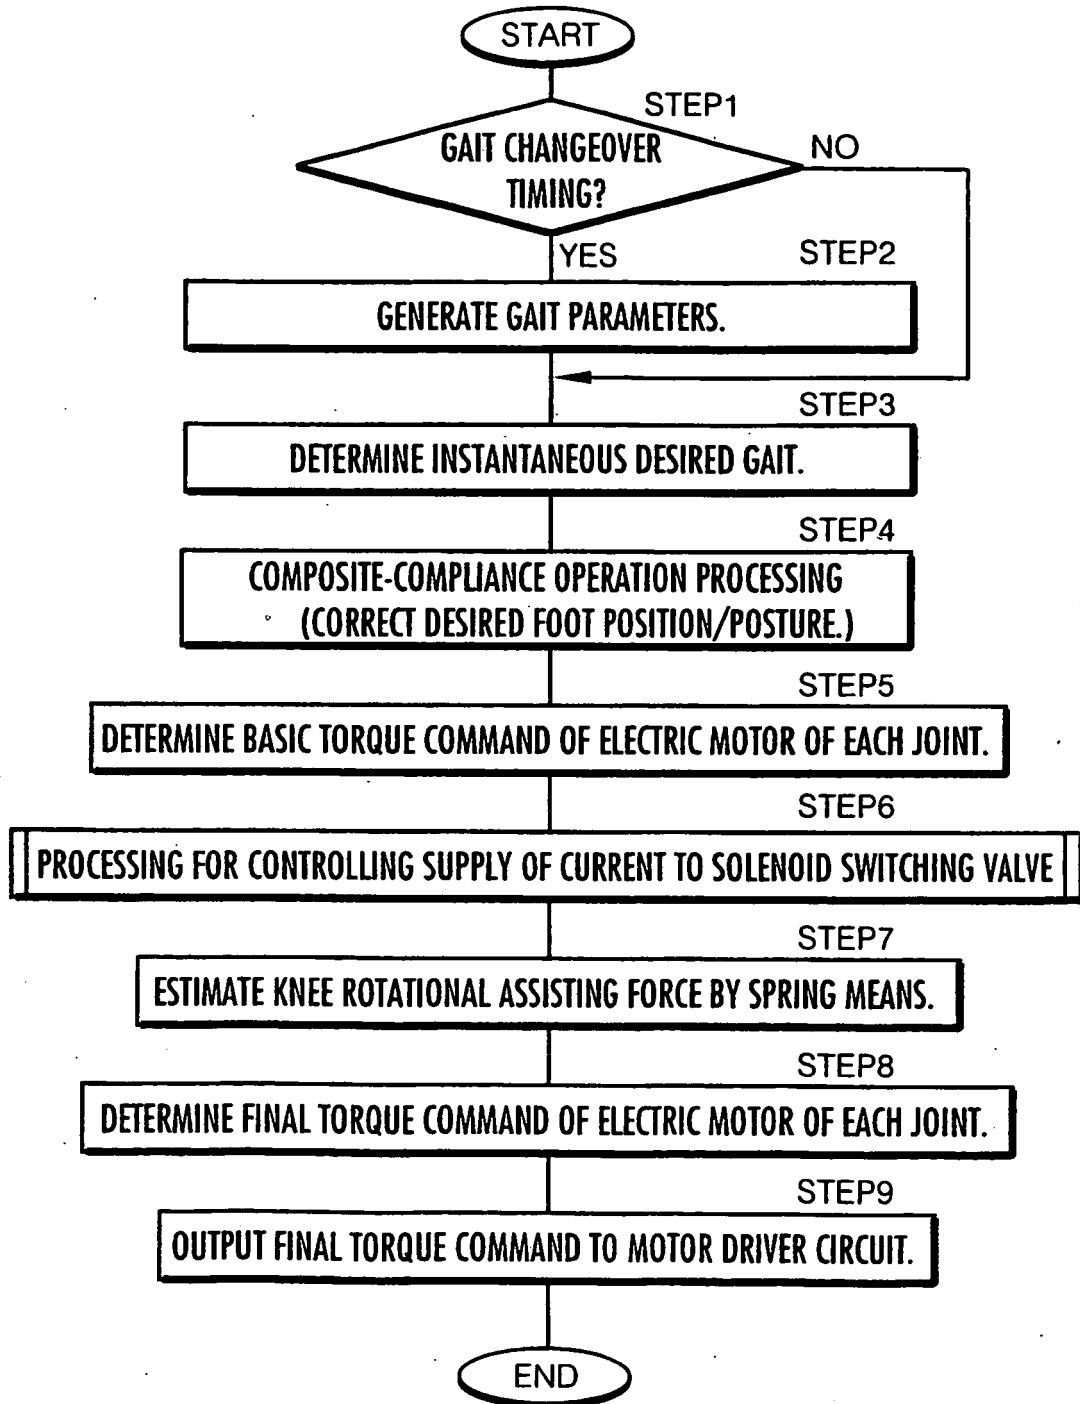 START
STEP1
GAIT CHANGEOVER
TIMING?
NO
YES
STEP2
GENERATE GAIT PARAMETERS.
STEP3
DETERMINE INSTANTANEOUS DESIRED GAIT.
STEP4
COMPOSITE-COMPLIANCE OPERATION PROCESSING
(CORRECT DESIRED FOOT POSITION/POSTURE.)
STEP5
DETERMINE BASIC TORQUE COMMAND OF ELECTRIC MOTOR OF EACH JOINT.
STEP6
PROCESSING FOR CONTROLLING SUPPLY OF CURRENT TO SOLENOID SWITCHING VALVE
STEP7
ESTIMATE KNEE ROTATIONAL ASSISTING FORCE BY SPRING MEANS.
STEP8
DETERMINE FINAL TORQUE COMMAND OF ELECTRIC MOTOR OF EACH JOINT.
STEP9
OUTPUT FINAL TORQUE COMMAND TO MOTOR DRIVER CIRCUIT.
END